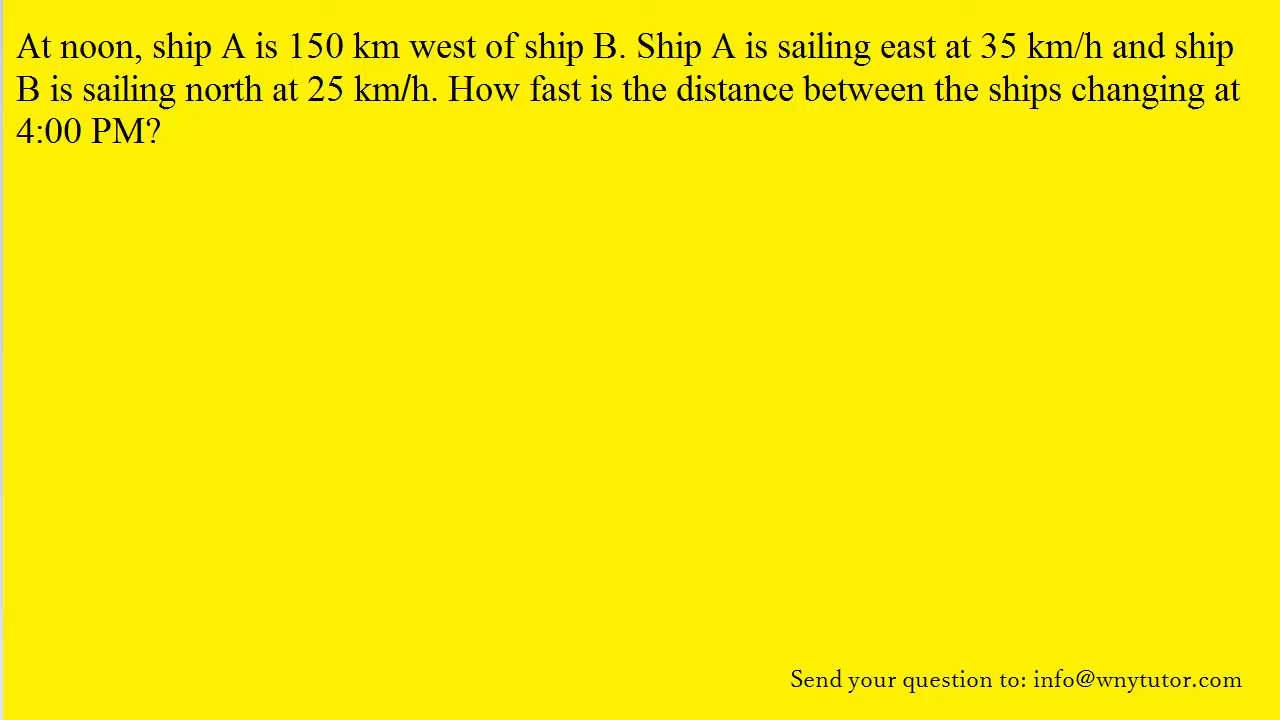 At noon, ship A is 150 km west of ship B. Ship A is sailing east at 35 km/h and ship
B is sailing north at 25 km/h. How fast is the distance between the ships changing at
4:00 PM?
Send your question to: info@wnytutor.com